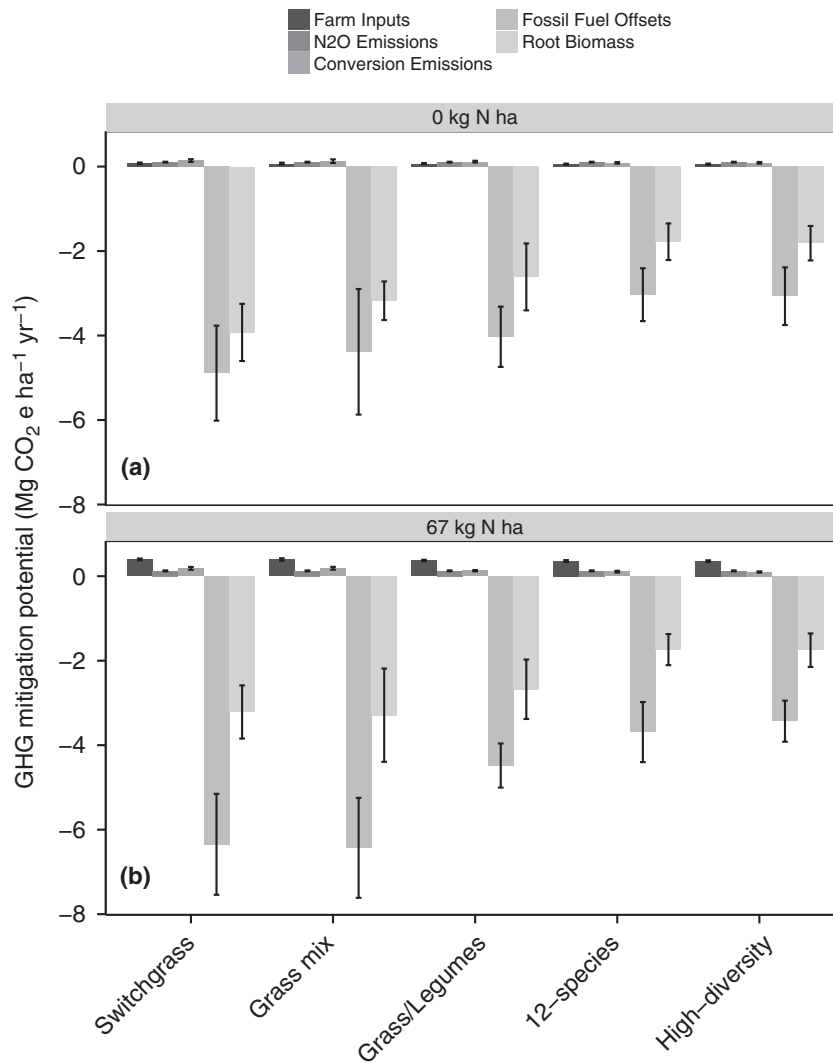 Farm Inputs
N2O Emissions
Conversion Emissions
Fossil Fuel Offsets
Root Biomass
GHG mitigation potential (Mg CO₂ e ha⁻¹ yr⁻¹)
0 kg N ha
0
−2
−4
−6
−8
(a)
67 kg N ha
0
−2
−4
−6
−8
(b)
Switchgrass
Grass mix
Grass/Legumes
12−species
High−diversity